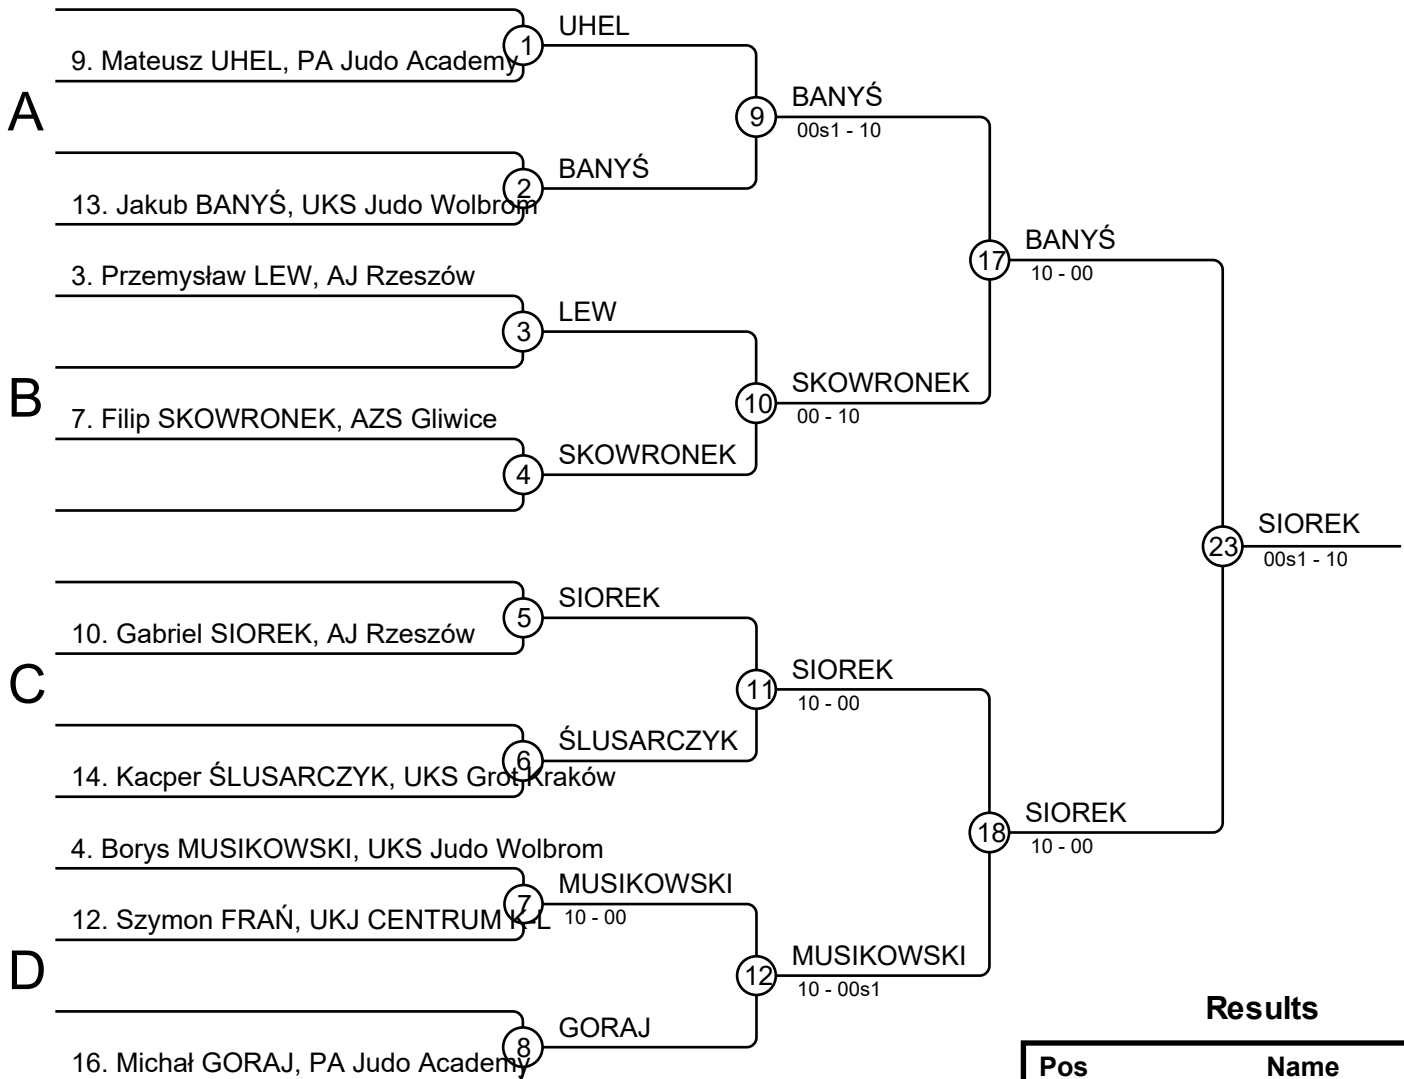 UHEL
1
9. Mateusz UHEL, PA Judo Academy
A
BANYŚ
9
00s1 - 10
BANYŚ
2
13. Jakub BANYŚ, UKS Judo Wolbrom
BANYŚ
17
10 - 00
3. Przemysław LEW, AJ Rzeszów
LEW
3
B
SKOWRONEK
10
00 - 10
7. Filip SKOWRONEK, AZS Gliwice
SKOWRONEK
4
SIOREK
23
00s1 - 10
SIOREK
5
10. Gabriel SIOREK, AJ Rzeszów
C
SIOREK
11
10 - 00
ŚLUSARCZYK
6
14. Kacper ŚLUSARCZYK, UKS Grot Kraków
SIOREK
18
10 - 00
4. Borys MUSIKOWSKI, UKS Judo Wolbrom
MUSIKOWSKI
7
10 - 00
12. Szymon FRAŃ, UKJ CENTRUM K-L
D
MUSIKOWSKI
12
10 - 00s1
GORAJ
8
16. Michał GORAJ, PA Judo Academy
Results
Pos Name